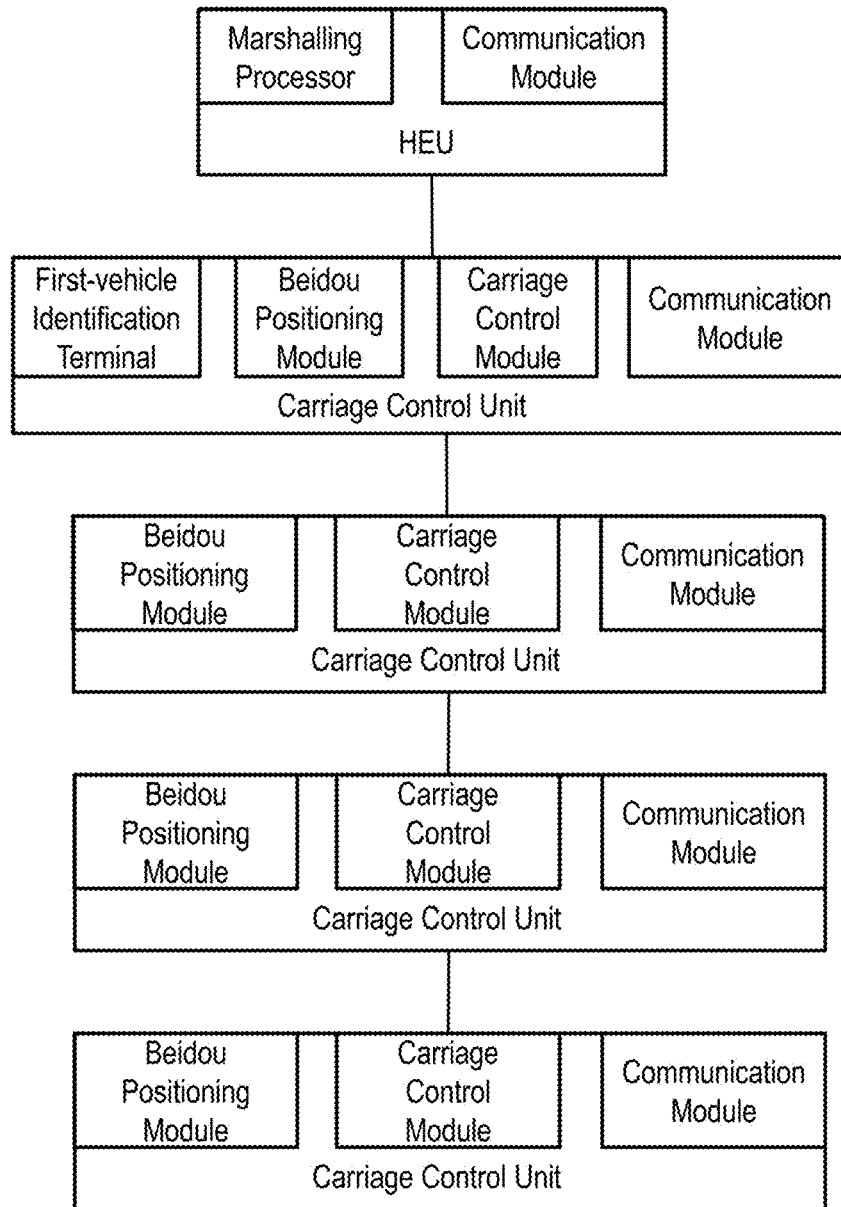 Marshalling
Processor
Communication
Module
HEU
First-vehicle
Identification
Terminal
Beidou
Positioning
Module
Carriage
Control
Module
Communication
Module
Carriage Control Unit
Beidou
Positioning
Module
Carriage
Control
Module
Communication
Module
Carriage Control Unit
Beidou
Positioning
Module
Carriage
Control
Module
Communication
Module
Carriage Control Unit
Beidou
Positioning
Module
Carriage
Control
Module
Communication
Module
Carriage Control Unit